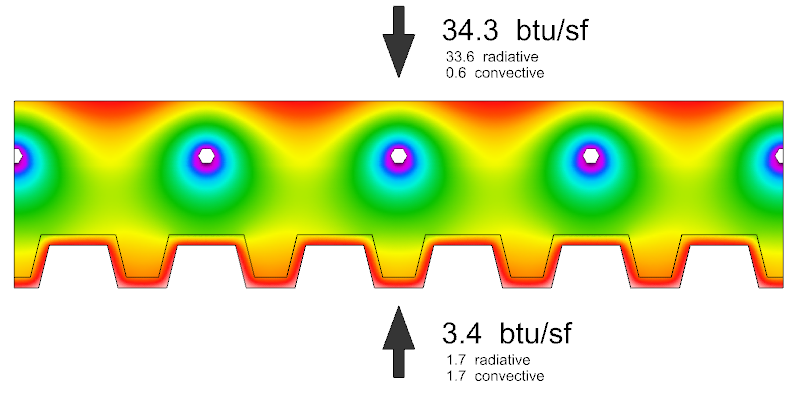 34.3 btu/sf
33.6 radiative
0.6 convective
3.4 btu/sf
1.7 radiative
1.7 convective